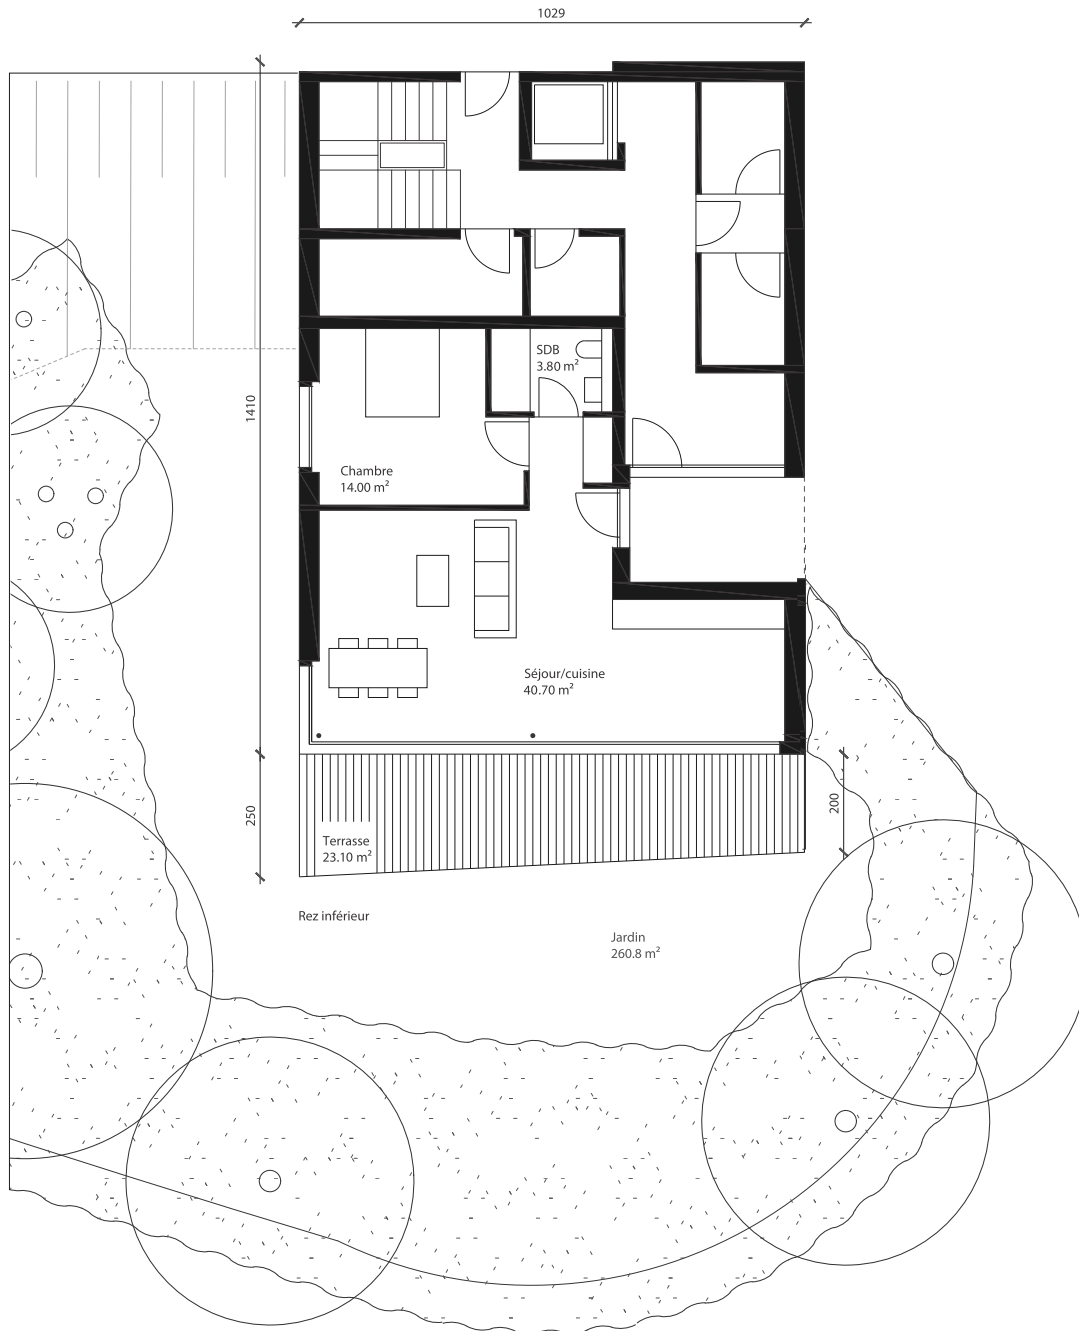 1029
SDB
3.80 m²
1410
Chambre
14.00 m²
Séjour/cuisine
40.70 m²
250
200
Terrasse
23.10 m²
Rez inférieur
Jardin
260.8 m²